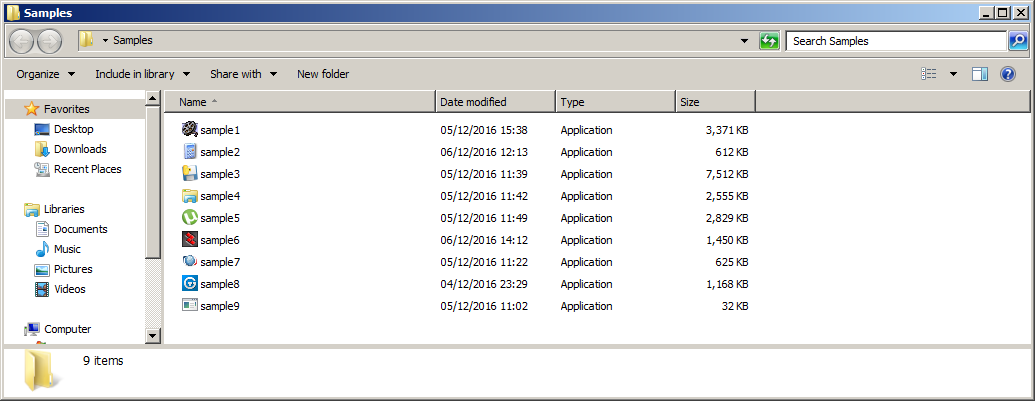 Samples
Samples
Search Samples
Organize Include in library Share with New folder
Favorites
Desktop
Downloads
Recent Places
Libraries
Documents
Music
Pictures
Videos
Computer
Name Date modified Type Size
sample1 05/12/2016 15:38 Application 3,371 KB
sample2 06/12/2016 12:13 Application 612 KB
sample3 05/12/2016 11:39 Application 7,512 KB
sample4 05/12/2016 11:42 Application 2,555 KB
sample5 05/12/2016 11:49 Application 2,829 KB
sample6 06/12/2016 14:12 Application 1,450 KB
sample7 05/12/2016 11:22 Application 625 KB
sample8 04/12/2016 23:29 Application 1,168 KB
sample9 05/12/2016 11:02 Application 32 KB
9 items